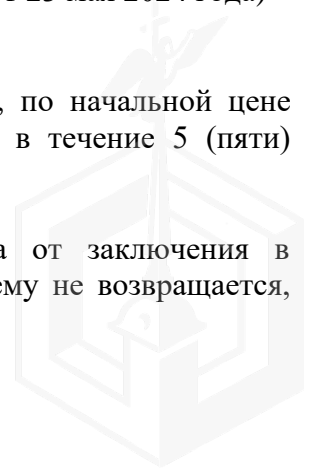 , по начальной цене
в течение 5 (пяти)
от заключения в
ему не возвращается,